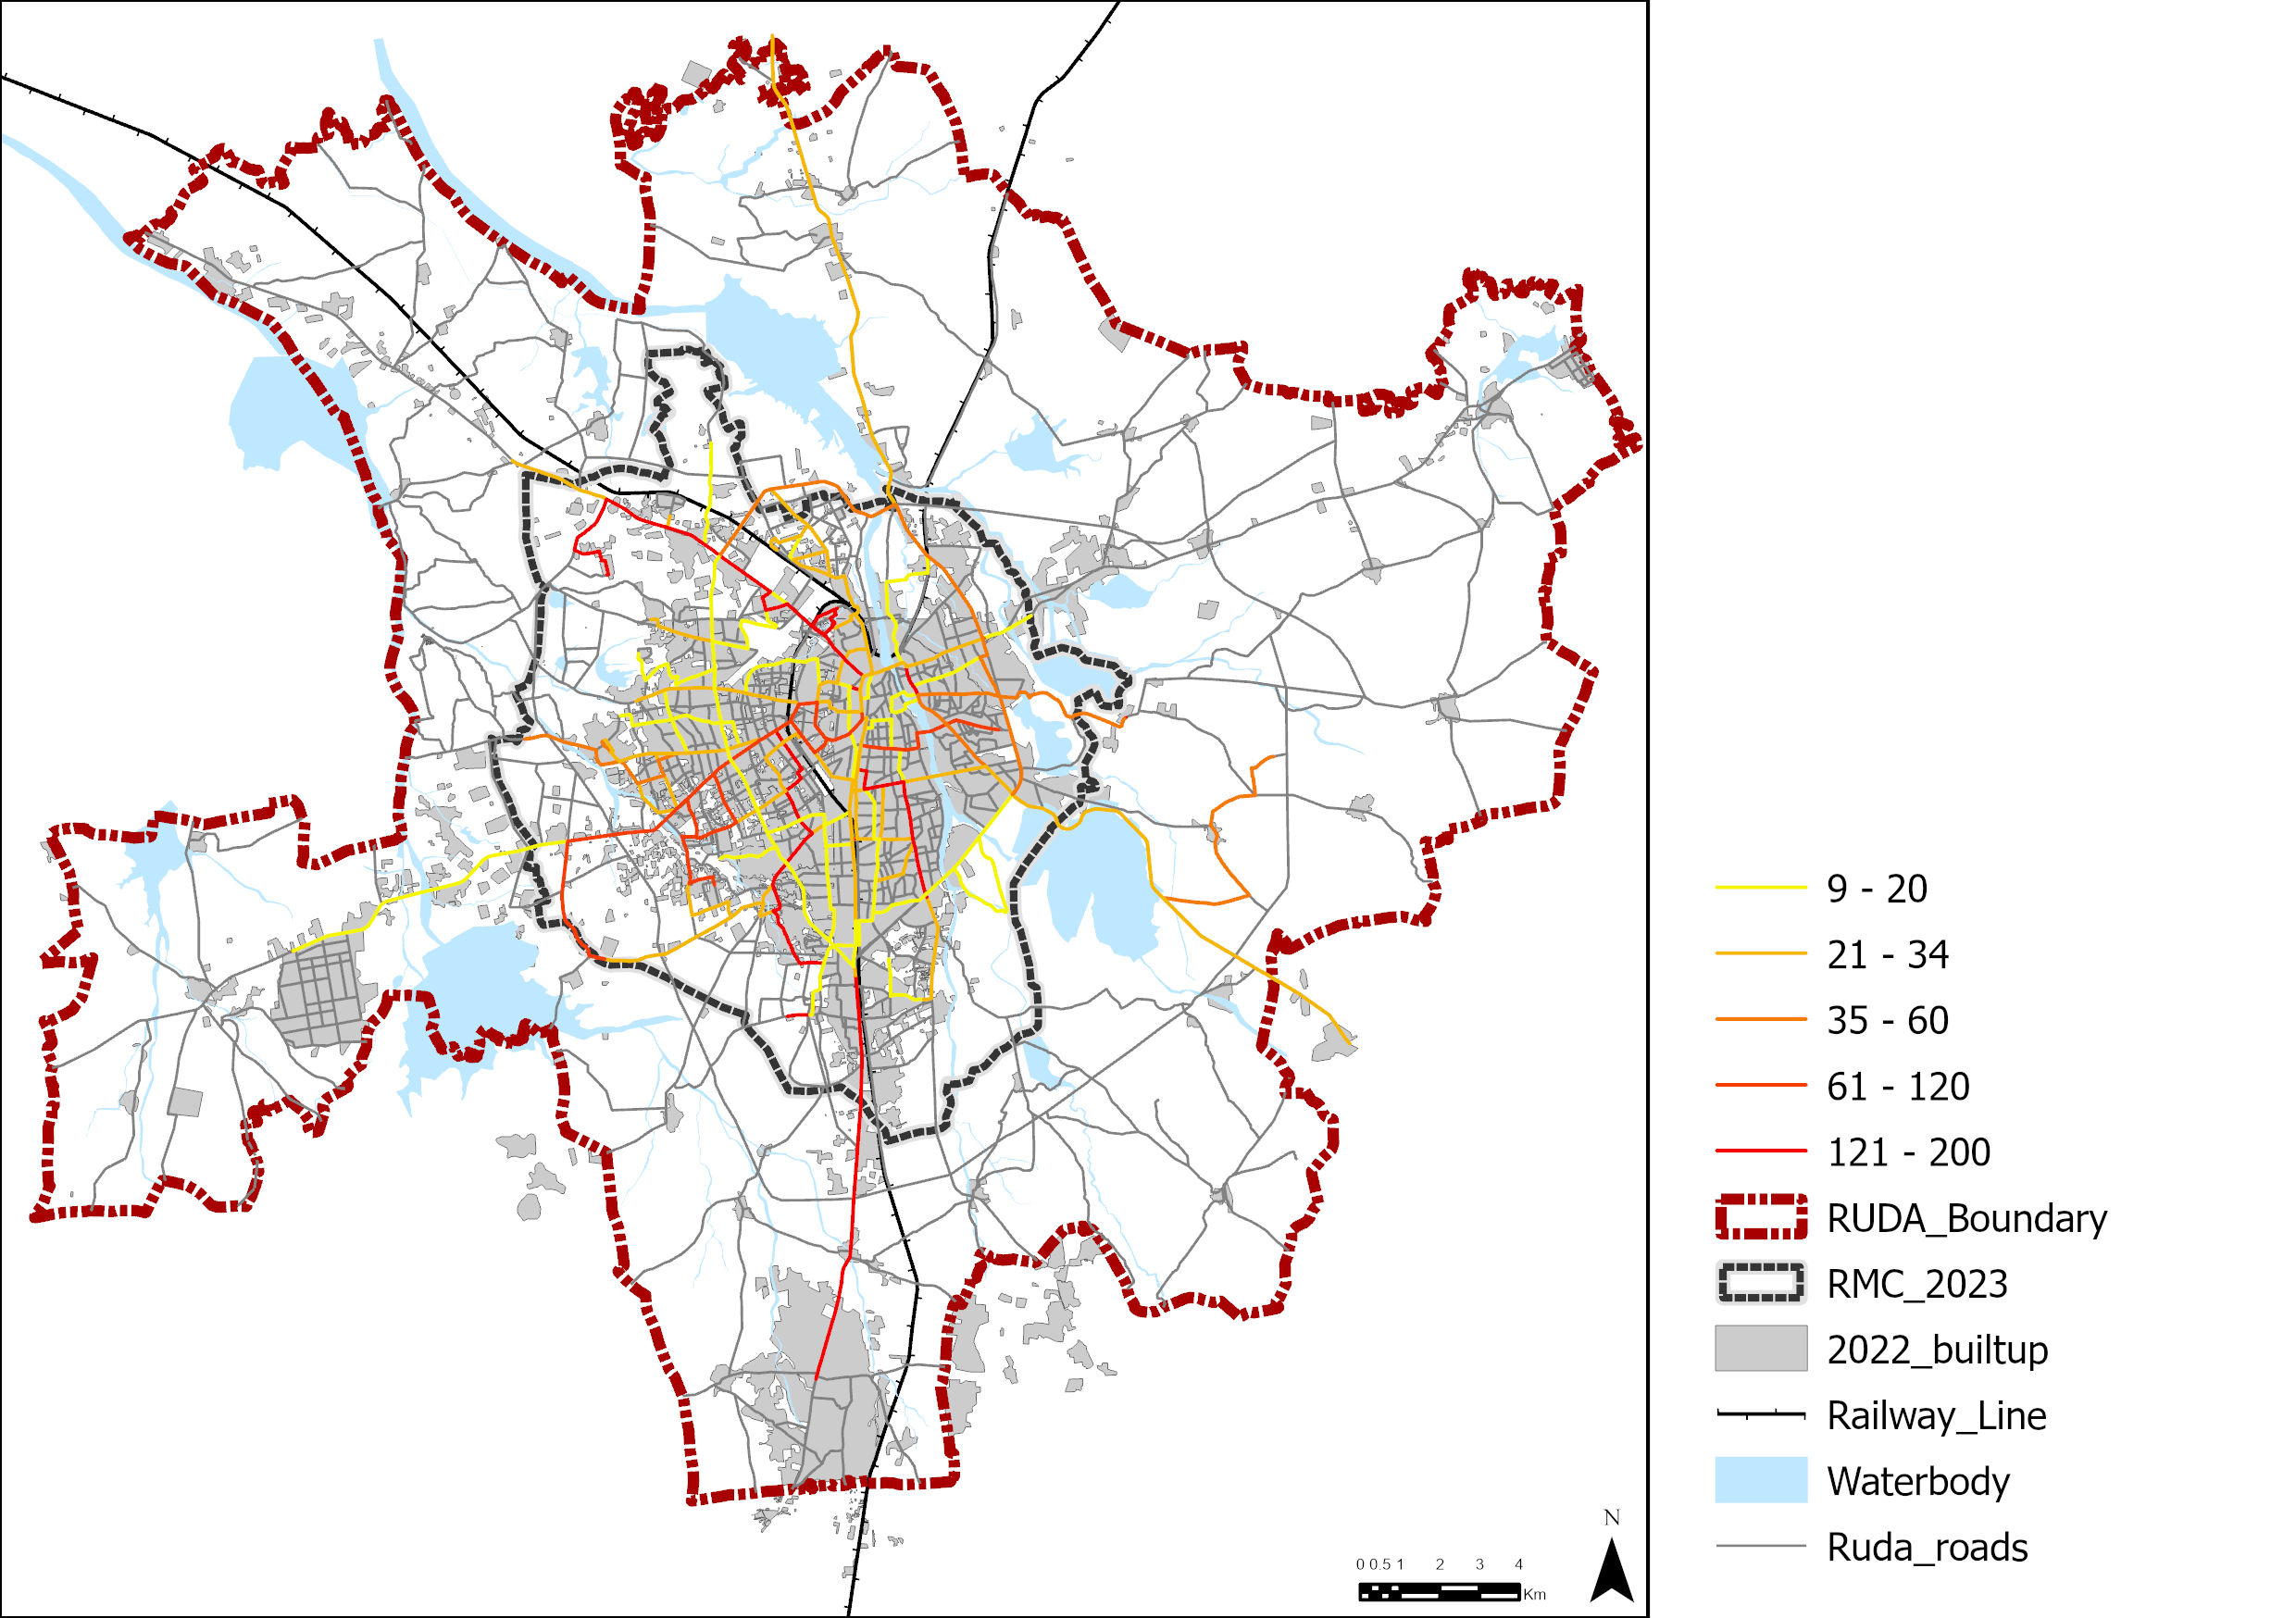 9 - 20
21 - 34
35 - 60
61 - 120
121 - 200
RUDA_Boundary
RMC_2023
2022_builtup
Railway_Line
Waterbody
Ruda_roads
N
0 0.5 1 2 3 4
Km